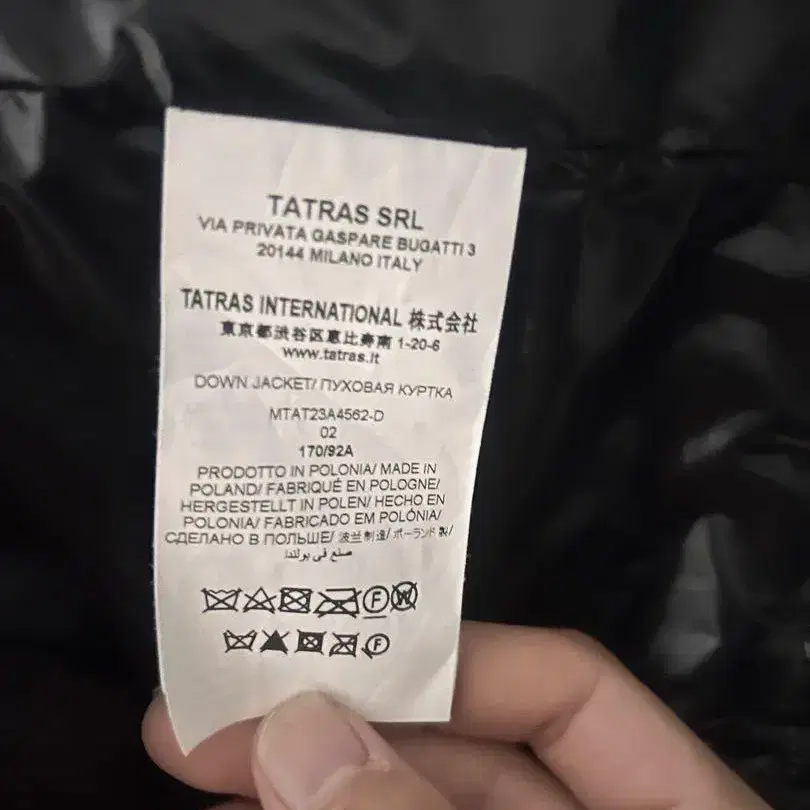 TATRAS SRL
VIA PRIVATA GASPARE BUGATTI 3
20144 MILANO ITALY
TATRAS INTERNATIONAL 株式会社
東京都渋谷区恵比寿南 1-20-6
www.tatras.it
DOWN JACKET/ ПУХОВАЯ КУРТКА
MTAT23A4562-D
02
170/92A
PRODOTTO IN POLONIA/ MADE IN
POLAND/ FABRIQUÉ EN POLOGNE/
HERGESTELLT IN POLEN/ HECHO EN
POLONIA/ FABRICADO EM POLÓNIA/
СДЕЛАНО В ПОЛЬШЕ/ 波兰制造/ ポーランド製/
صنع في بولندا
F W
F